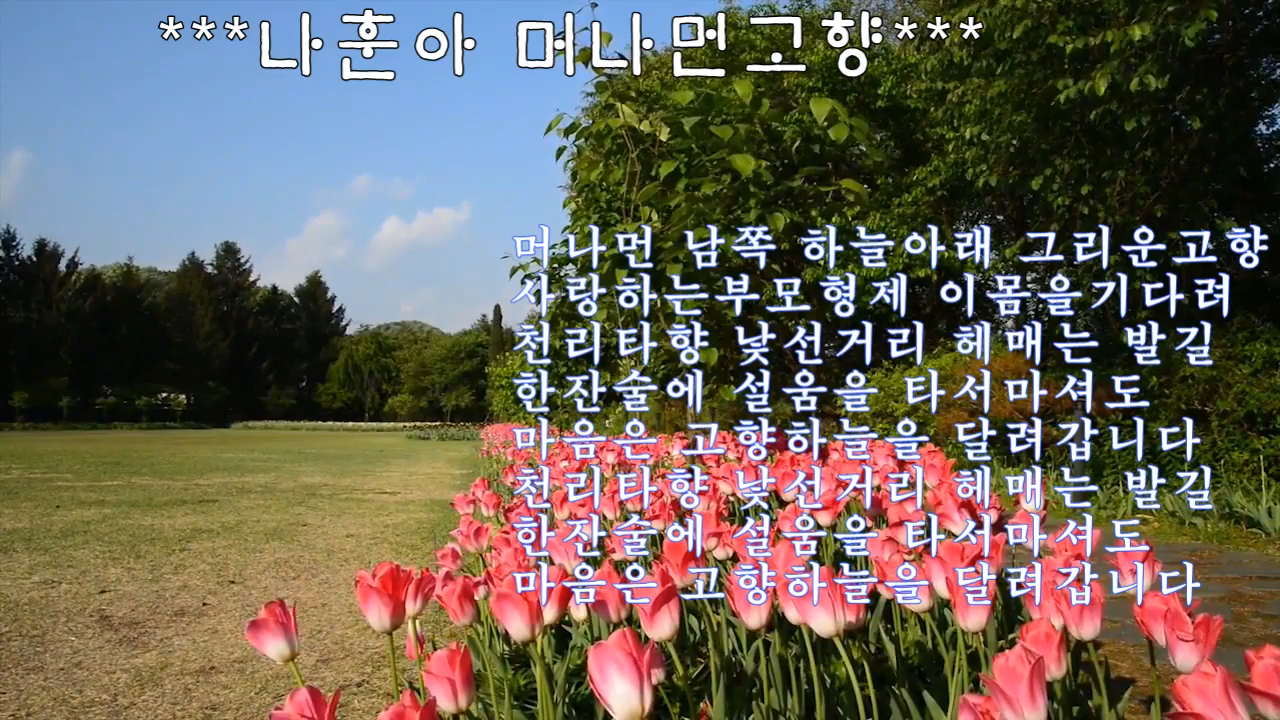 ***나훈아 머나먼고향***
머나먼 남쪽 하늘아래 그리운고향
사랑하는부모형제 이몸을기다려
천리타향 낯선거리 헤매는 발길
한잔술에 설움을 타서마셔도
마음은 고향하늘을 달려갑니다
천리타향 낯선거리 헤매는 발길
한잔술에 설움을 타서마셔도
마음은 고향하늘을 달려갑니다